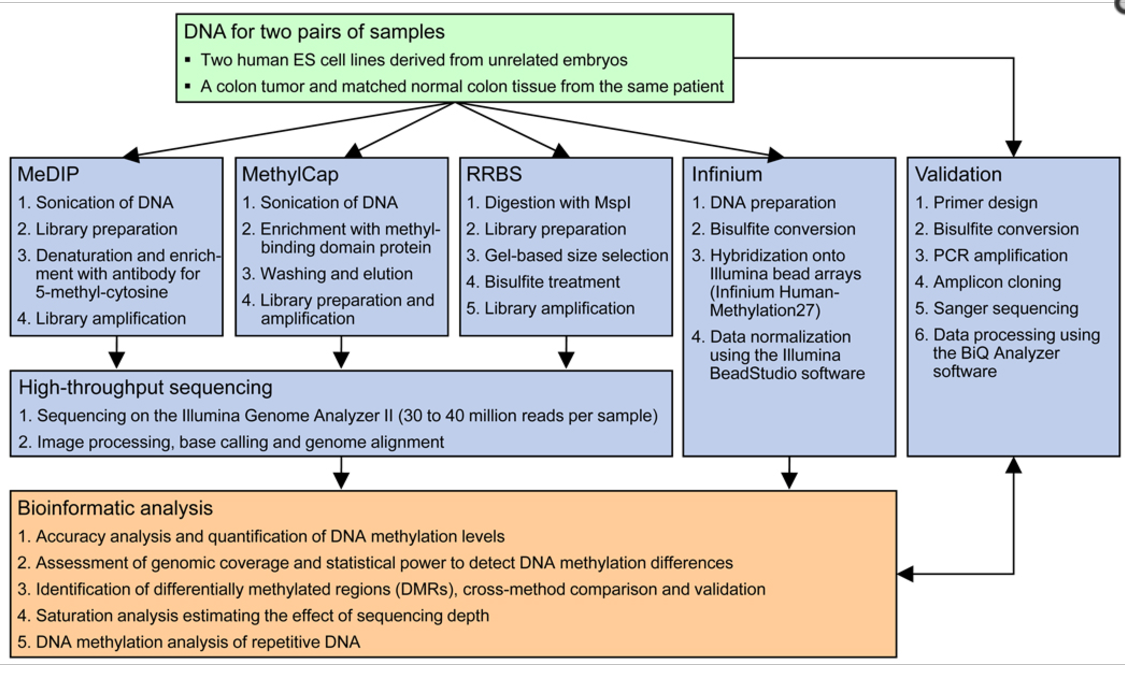 DNA for two pairs of samples
▪ Two human ES cell lines derived from unrelated embryos
▪ A colon tumor and matched normal colon tissue from the same patient
MeDIP
1. Sonication of DNA
2. Library preparation
3. Denaturation and enrich-
ment with antibody for
5-methyl-cytosine
4. Library amplification
MethylCap
1. Sonication of DNA
2. Enrichment with methyl-
binding domain protein
3. Washing and elution
4. Library preparation and
amplification
RRBS
1. Digestion with MspI
2. Library preparation
3. Gel-based size selection
4. Bisulfite treatment
5. Library amplification
Infinium
1. DNA preparation
2. Bisulfite conversion
3. Hybridization onto
Illumina bead arrays
(Infinium Human-
Methylation27)
4. Data normalization
using the Illumina
BeadStudio software
Validation
1. Primer design
2. Bisulfite conversion
3. PCR amplification
4. Amplicon cloning
5. Sanger sequencing
6. Data processing using
the BiQ Analyzer
software
High-throughput sequencing
1. Sequencing on the Illumina Genome Analyzer II (30 to 40 million reads per sample)
2. Image processing, base calling and genome alignment
Bioinformatic analysis
1. Accuracy analysis and quantification of DNA methylation levels
2. Assessment of genomic coverage and statistical power to detect DNA methylation differences
3. Identification of differentially methylated regions (DMRs), cross-method comparison and validation
4. Saturation analysis estimating the effect of sequencing depth
5. DNA methylation analysis of repetitive DNA